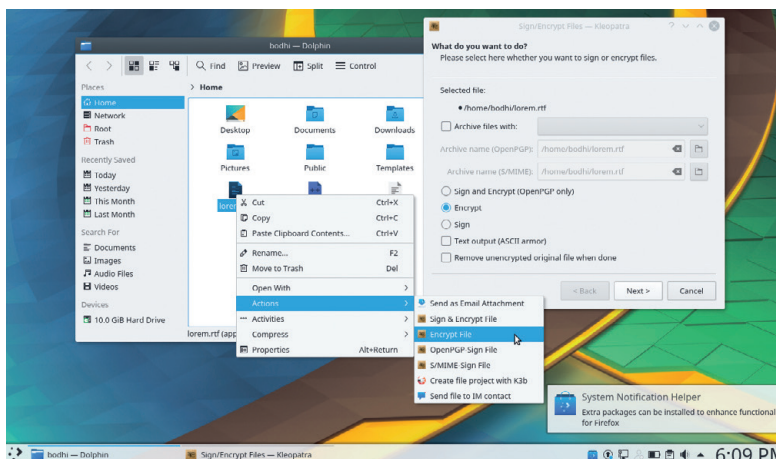 bodhi — Dolphin
Find
Preview
Split
Control
Places
Home
Network
Root
Trash
Recently Saved
Today
Yesterday
This Month
Last Month
Search For
Documents
Images
Audio Files
Videos
Devices
10.0 GiB Hard Drive
> Home
Desktop
Documents
Downloads
Pictures
Public
Templates
Cut Ctrl+X
Copy Ctrl+C
Paste Clipboard Contents... Ctrl+V
Rename... F2
Move to Trash Del
Open With
Actions
Activities
Compress
Properties Alt+Return
lorem.rtf (app
Send as Email Attachment
Sign & Encrypt File
Encrypt File
OpenPGP-Sign File
S/MIME-Sign File
Create file project with K3b
Send file to IM contact
Sign/Encrypt Files — Kleopatra
What do you want to do?
Please select here whether you want to sign or encrypt files.
Selected file:
• /home/bodhi/lorem.rtf
Archive files with:
Archive name (OpenPGP): /home/bodhi/lorem.rtf
Archive name (S/MIME): /home/bodhi/lorem.rtf
Sign and Encrypt (OpenPGP only)
Encrypt
Sign
Text output (ASCII armor)
Remove unencrypted original file when done
< Back
Next >
Cancel
System Notification Helper
Extra packages can be installed to enhance functional
for Firefox
bodhi — Dolphin
Sign/Encrypt Files — Kleopatra
6:09 PM